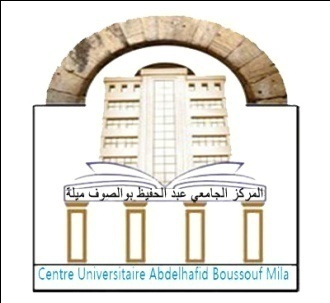 المركز الجامعي عبد الحفيظ بوالصوف ميلة
Centre Universitaire Abdelhafid Boussouf Mila